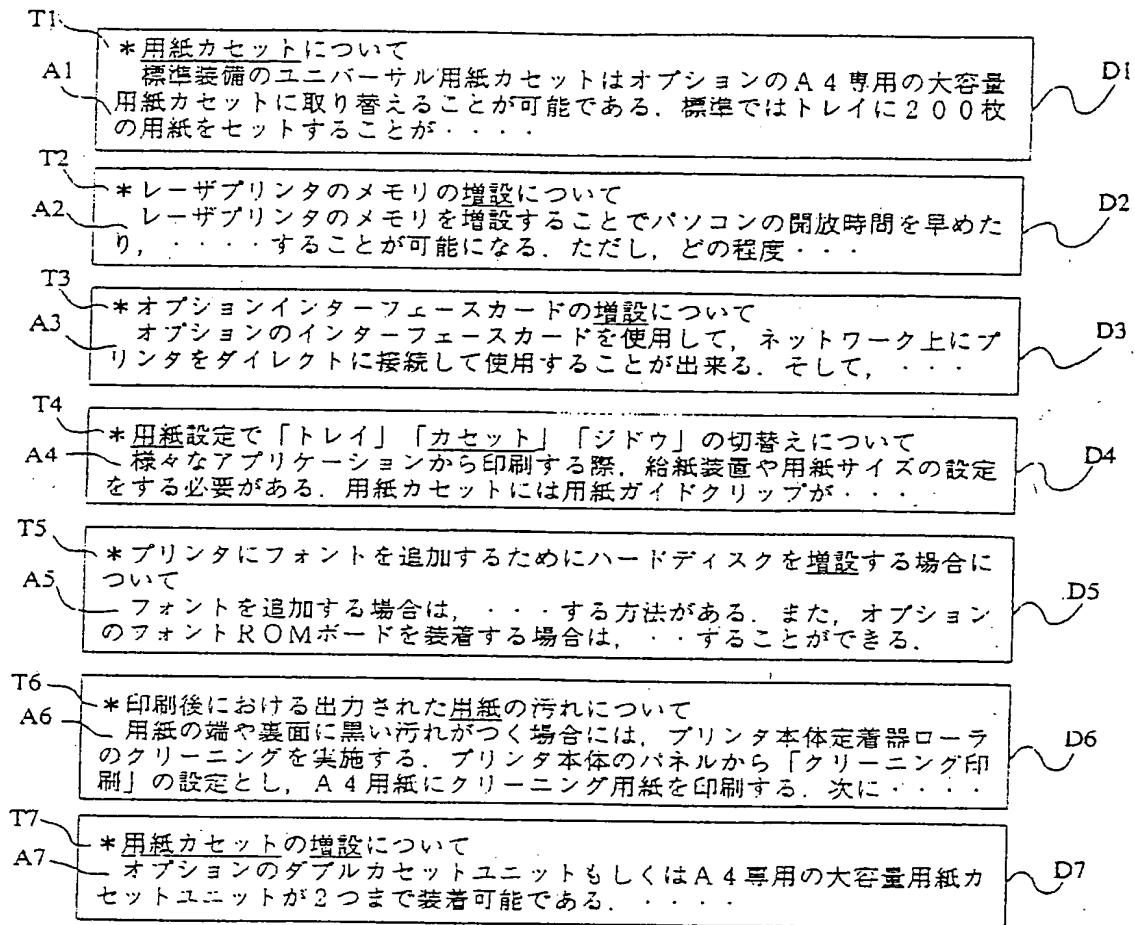 T1
*用紙カセットについて
A1
標準装備のユニバーサル用紙カセットはオプションのA4専用の大容量
D1
用紙カセットに取り替えることが可能である．標準ではトレイに200枚
の用紙をセットすることが・・・・
T2
*レーザプリンタのメモリの増設について
A2
レーザプリンタのメモリを増設することでパソコンの開放時間を早めた
D2
り，・・・・することが可能になる．ただし，どの程度・・・
T3
*オプションインターフェースカードの増設について
A3
オプションのインターフェースカードを使用して，ネットワーク上にプ
D3
リンタをダイレクトに接続して使用することが出来る．そして，・・・
T4
*用紙設定で「トレイ」「カセット」「ジドウ」の切替えについて
A4
様々なアプリケーションから印刷する際，給紙装置や用紙サイズの設定
D4
をする必要がある．用紙カセットには用紙ガイドクリップが・・・
T5
*プリンタにフォントを追加するためにハードディスクを増設する場合に
ついて
A5
フォントを追加する場合は，・・・する方法がある．また，オプション
D5
のフォントROMボードを装着する場合は，・・することができる．
T6
*印刷後における出力された用紙の汚れについて
A6
用紙の端や裏面に黒い汚れがつく場合には，プリンタ本体定着器ローラ
D6
のクリーニングを実施する．プリンタ本体のパネルから「クリーニング印
刷」の設定とし，A4用紙にクリーニング用紙を印刷する．次に・・・・
T7
*用紙カセットの増設について
A7
オプションのダブルカセットユニットもしくはA4専用の大容量用紙カ
D7
セットユニットが2つまで装着可能である．・・・・